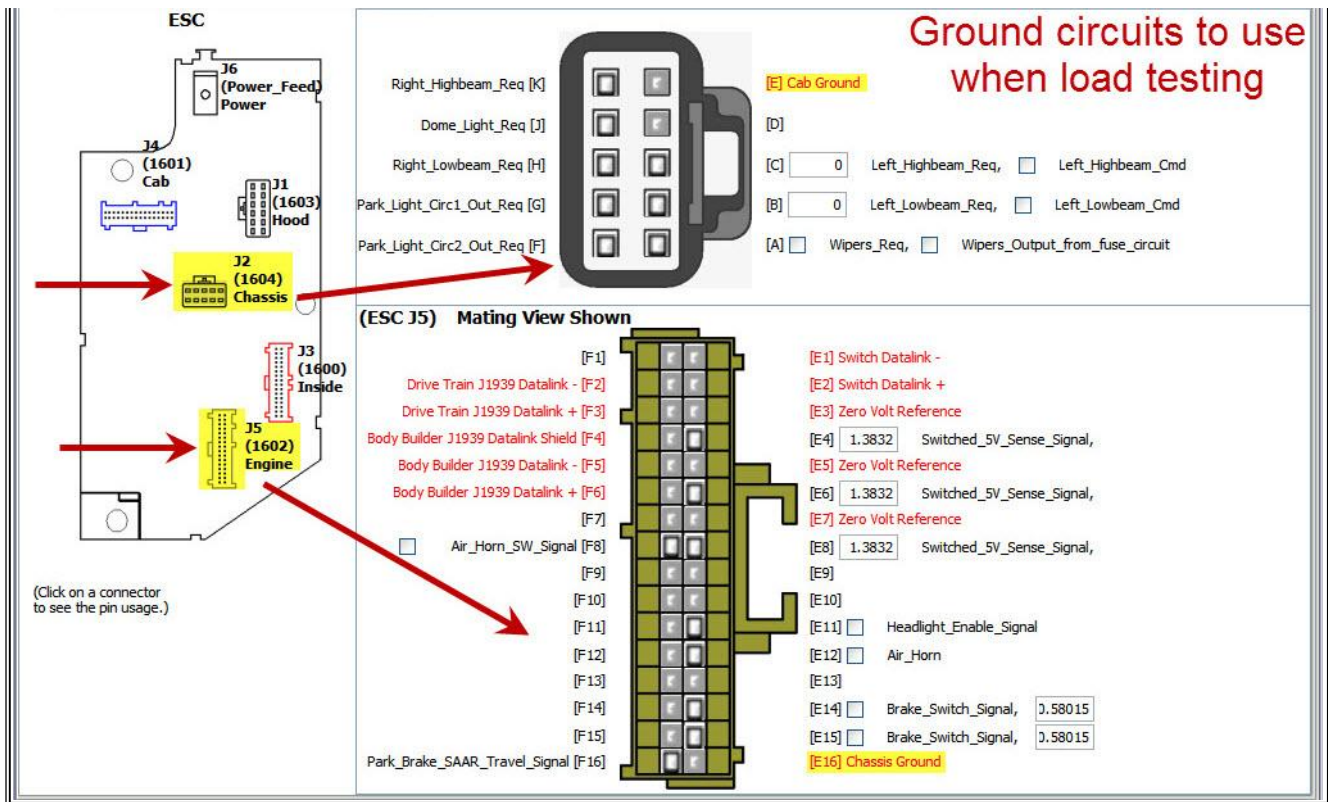 ESC
J6
(Power_Feed)
Power
J4
(1601)
Cab
J1
(1603)
Hood
J2
(1604)
Chassis
J3
(1600)
Inside
J5
(1602)
Engine
(Click on a connector
to see the pin usage.)
Ground circuits to use
when load testing
Right_Highbeam_Req [K]
[E] Cab Ground
Dome_Light_Req [J]
[D]
Right_Lowbeam_Req [H]
[C] 0 Left_Highbeam_Req, Left_Highbeam_Cmd
Park_Light_Circ1_Out_Req [G]
[B] 0 Left_Lowbeam_Req, Left_Lowbeam_Cmd
Park_Light_Circ2_Out_Req [F]
[A] Wipers_Req, Wipers_Output_from_fuse_circuit
(ESC J5) Mating View Shown
[F1]
[E1] Switch Datalink -
Drive Train J1939 Datalink - [F2]
[E2] Switch Datalink +
Drive Train J1939 Datalink + [F3]
[E3] Zero Volt Reference
Body Builder J1939 Datalink Shield [F4]
[E4] 1.3832 Switched_5V_Sense_Signal,
Body Builder J1939 Datalink - [F5]
[E5] Zero Volt Reference
Body Builder J1939 Datalink + [F6]
[E6] 1.3832 Switched_5V_Sense_Signal,
[F7]
[E7] Zero Volt Reference
Air_Horn_SW_Signal [F8]
[E8] 1.3832 Switched_5V_Sense_Signal,
[F9]
[E9]
[F10]
[E10]
[F11]
[E11] Headlight_Enable_Signal
[F12]
[E12] Air_Horn
[F13]
[E13]
[F14]
[E14] Brake_Switch_Signal, 0.58015
[F15]
[E15] Brake_Switch_Signal, 0.58015
Park_Brake_SAAR_Travel_Signal [F16]
[E16] Chassis Ground